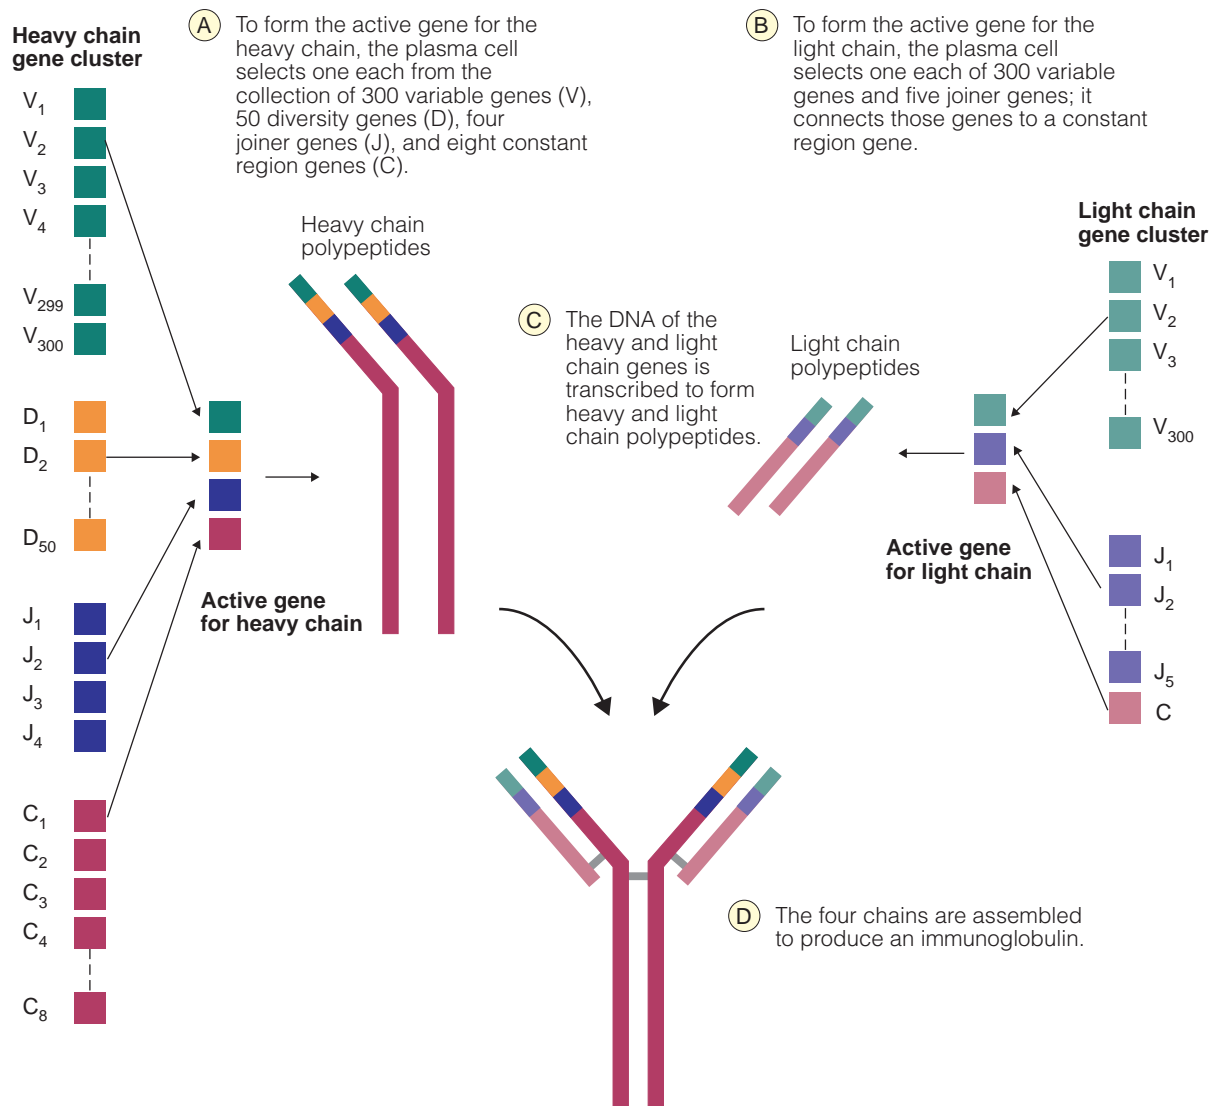 Heavy chain
gene cluster
V1
V2
V3
V4
V299
V300
D1
D2
D50
J1
J2
J3
J4
C1
C2
C3
C4
C8
A
To form the active gene for the
heavy chain, the plasma cell
selects one each from the
collection of 300 variable genes (V),
50 diversity genes (D), four
joiner genes (J), and eight constant
region genes (C).
Heavy chain
polypeptides
Active gene
for heavy chain
B
To form the active gene for the
light chain, the plasma cell
selects one each of 300 variable
genes and five joiner genes; it
connects those genes to a constant
region gene.
Light chain
gene cluster
V1
V2
V3
V300
J1
J2
J5
C
C
The DNA of the
heavy and light
chain genes is
transcribed to form
heavy and light
chain polypeptides.
Light chain
polypeptides
Active gene
for light chain
D
The four chains are assembled
to produce an immunoglobulin.